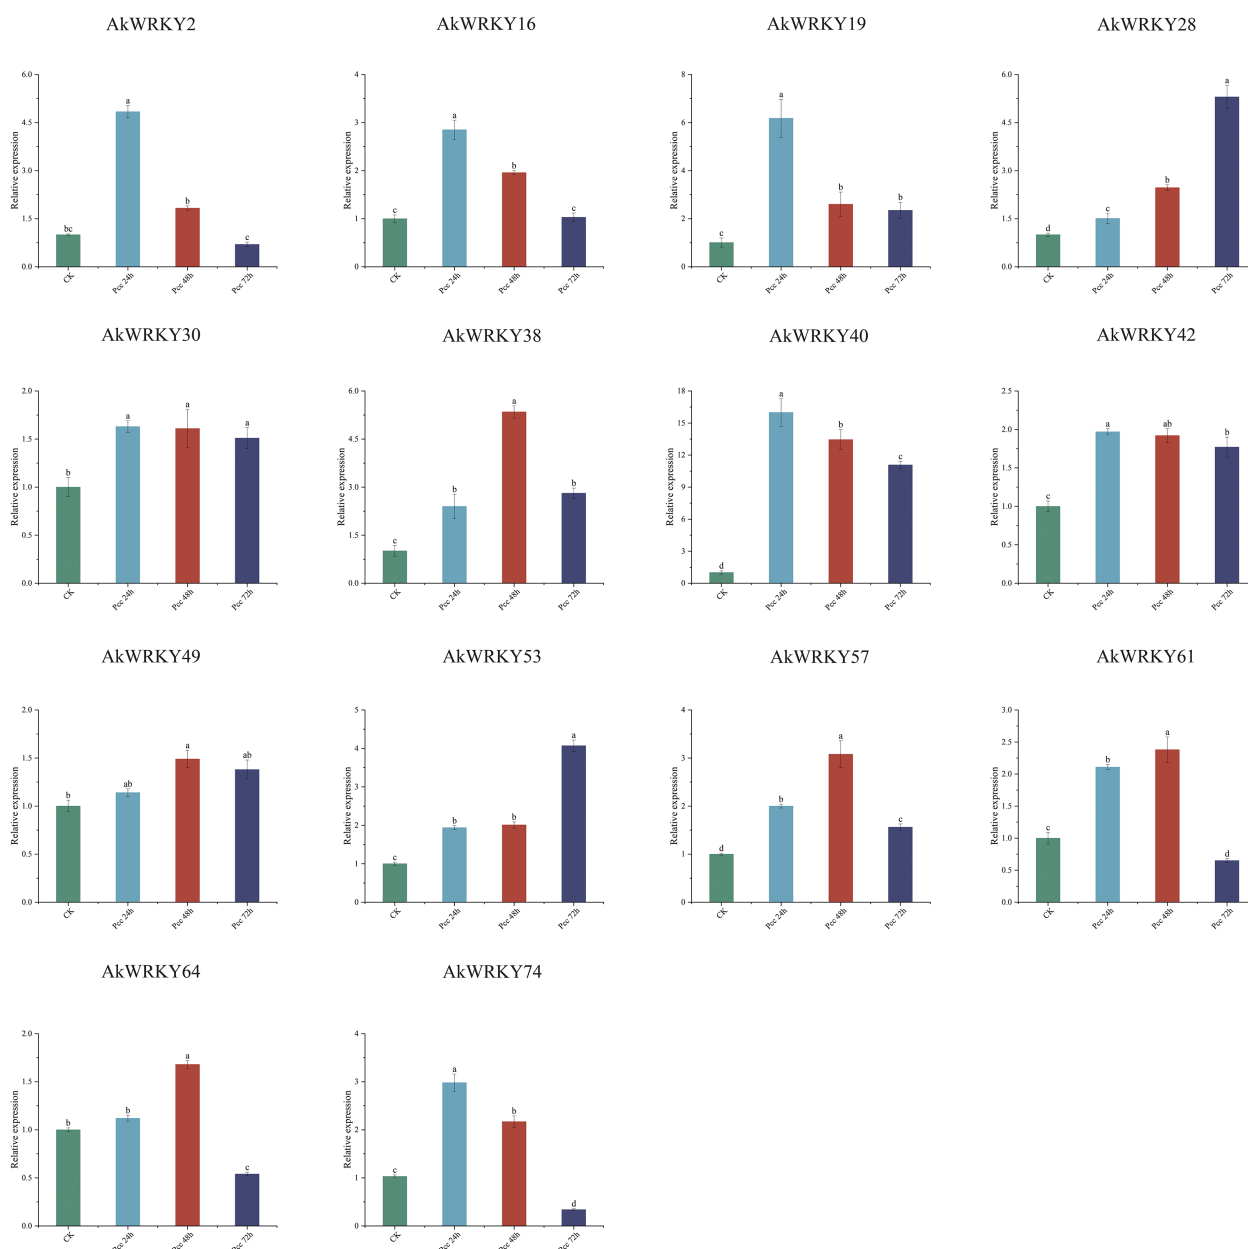 AkWRKY2
AkWRKY16
AkWRKY19
AkWRKY28
Relative expression
6.0
4.5
3.0
1.5
0.0
bc
a
b
c
CK
Pcc 24h
Pcc 48h
Pcc 72h
Relative expression
4
3
2
1
0
c
a
b
c
CK
Pcc 24h
Pcc 48h
Pcc 72h
Relative expression
8
6
4
2
0
c
a
b
b
CK
Pcc 24h
Pcc 48h
Pcc 72h
Relative expression
6.0
4.5
3.0
1.5
0.0
d
c
b
a
CK
Pcc 24h
Pcc 48h
Pcc 72h
AkWRKY30
AkWRKY38
AkWRKY40
AkWRKY42
Relative expression
2.0
1.5
1.0
0.5
0.0
b
a
a
a
CK
Pcc 24h
Pcc 48h
Pcc 72h
Relative expression
6.0
4.5
3.0
1.5
0.0
c
b
a
b
CK
Pcc 24h
Pcc 48h
Pcc 72h
Relative expression
18
15
12
9
6
3
0
d
a
b
c
CK
Pcc 24h
Pcc 48h
Pcc 72h
Relative expression
2.5
2.0
1.5
1.0
0.5
0.0
c
a
ab
b
CK
Pcc 24h
Pcc 48h
Pcc 72h
AkWRKY49
AkWRKY53
AkWRKY57
AkWRKY61
Relative expression
2.0
1.5
1.0
0.5
0.0
b
ab
a
ab
CK
Pcc 24h
Pcc 48h
Pcc 72h
Relative expression
5
4
3
2
1
0
c
b
b
a
CK
Pcc 24h
Pcc 48h
Pcc 72h
Relative expression
4
3
2
1
0
d
b
a
c
CK
Pcc 24h
Pcc 48h
Pcc 72h
Relative expression
3.0
2.5
2.0
1.5
1.0
0.5
0.0
c
b
a
d
CK
Pcc 24h
Pcc 48h
Pcc 72h
AkWRKY64
AkWRKY74
Relative expression
2.0
1.5
1.0
0.5
0.0
b
b
a
c
CK
Pcc 24h
Pcc 48h
Pcc 72h
Relative expression
4
3
2
1
0
c
a
b
d
CK
Pcc 24h
Pcc 48h
Pcc 72h